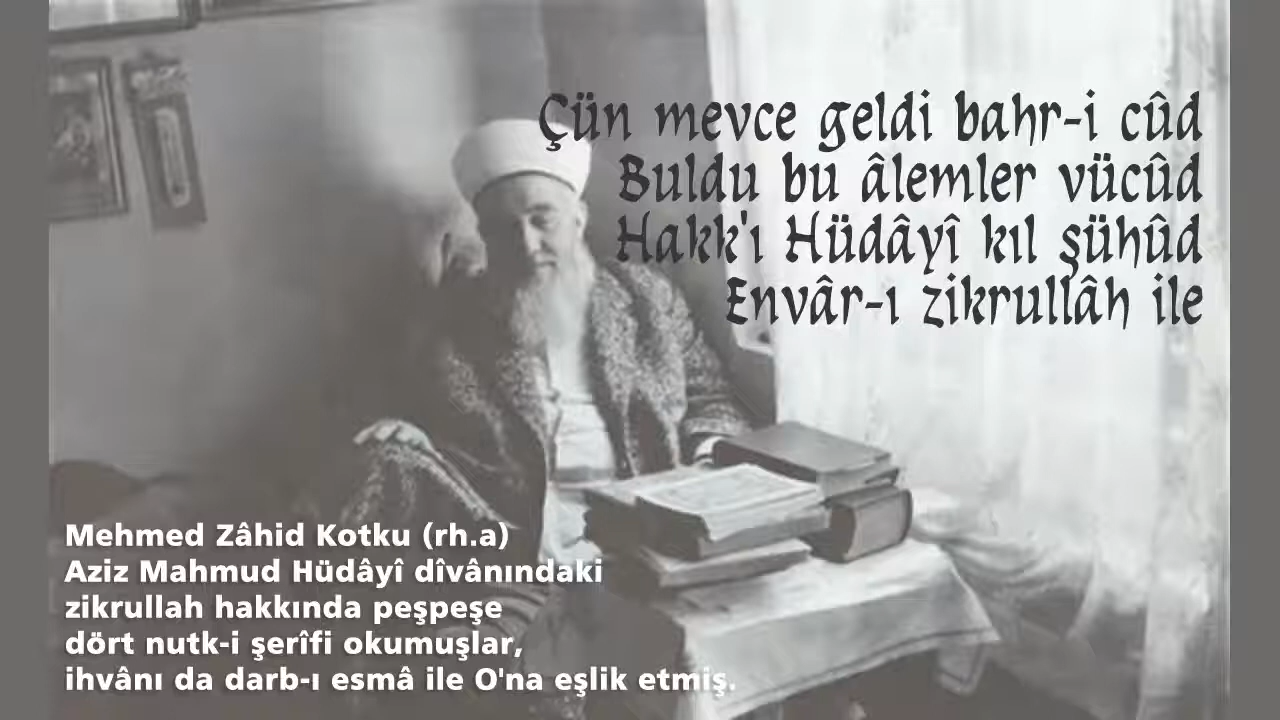 Çün mevce geldi bahr-i cûd
Buldu bu âlemler vücûd
Hakk'ı Hüdâyî kıl şühûd
Envâr-ı zikrullâh ile
Mehmed Zâhid Kotku (rh.a)
Aziz Mahmud Hüdâyî dîvânındaki
zikrullah hakkında peşpeşe
dört nutk-i şerîfi okumuşlar,
ihvânı da darb-ı esmâ ile O'na eşlik etmiş.